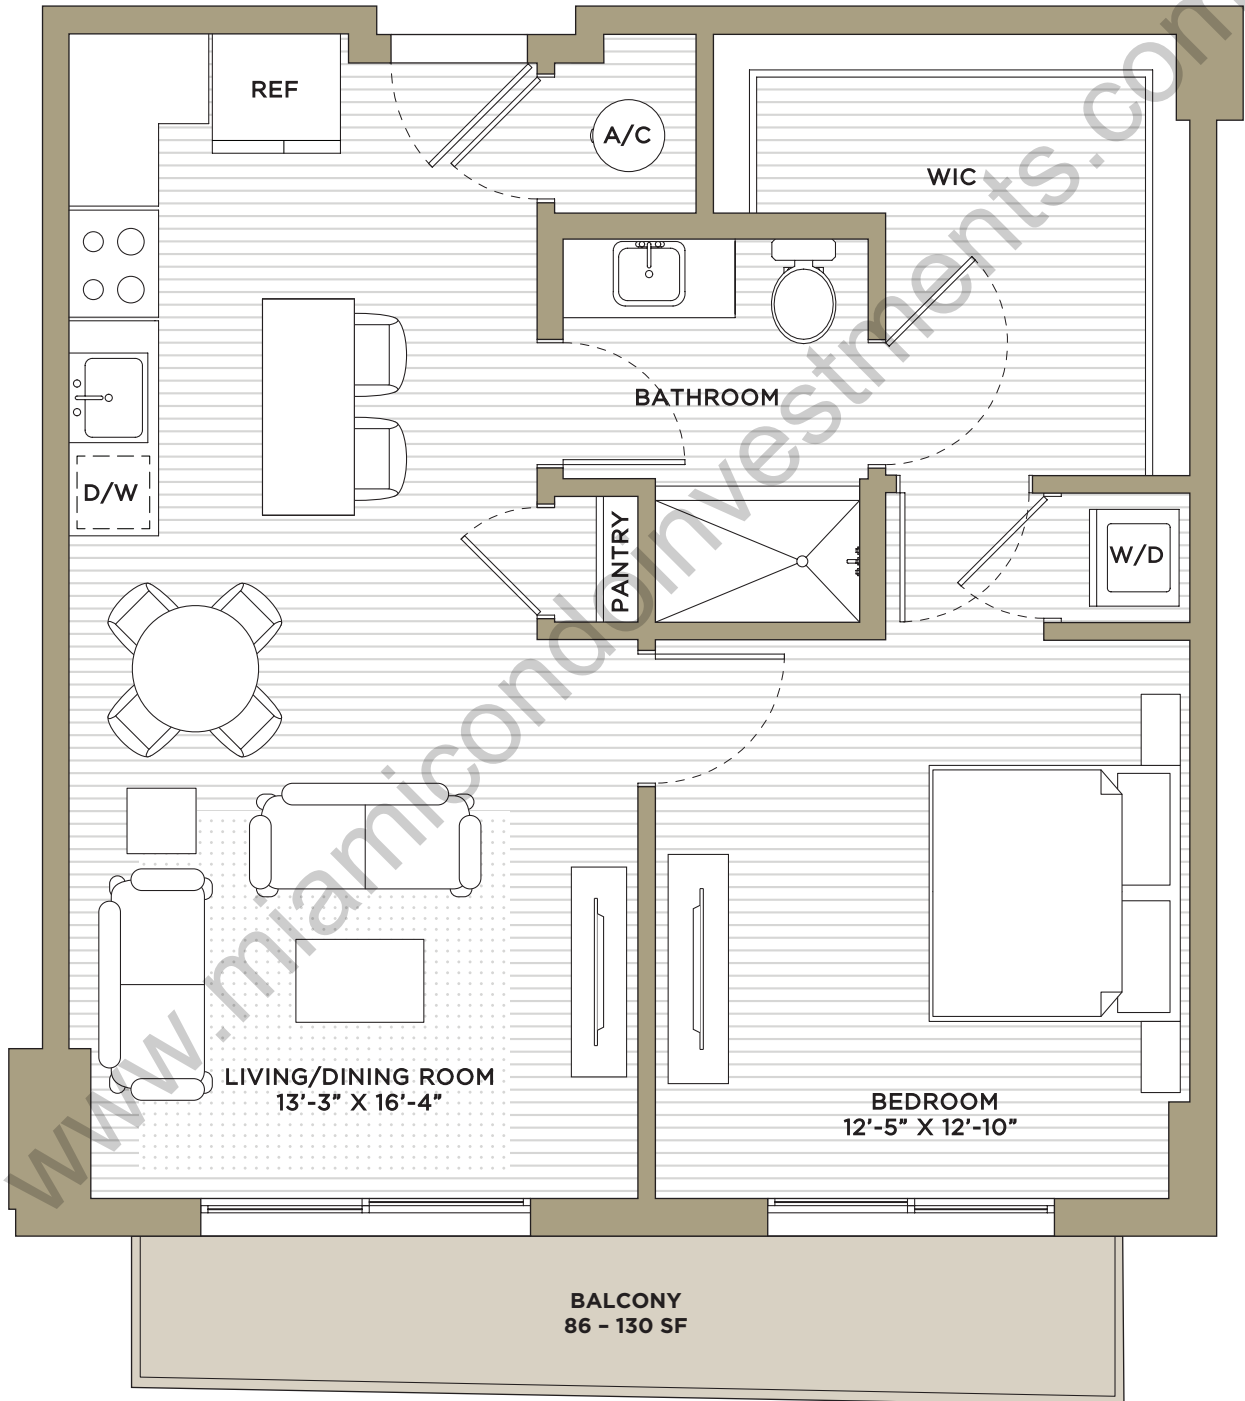 REF
A/C
WIC
BATHROOM
D/W
PANTRY
W/D
LIVING/DINING ROOM
13'-3" X 16'-4"
BEDROOM
12'-5" X 12'-10"
BALCONY
86 – 130 SF
www.miamicondoinvestments.com